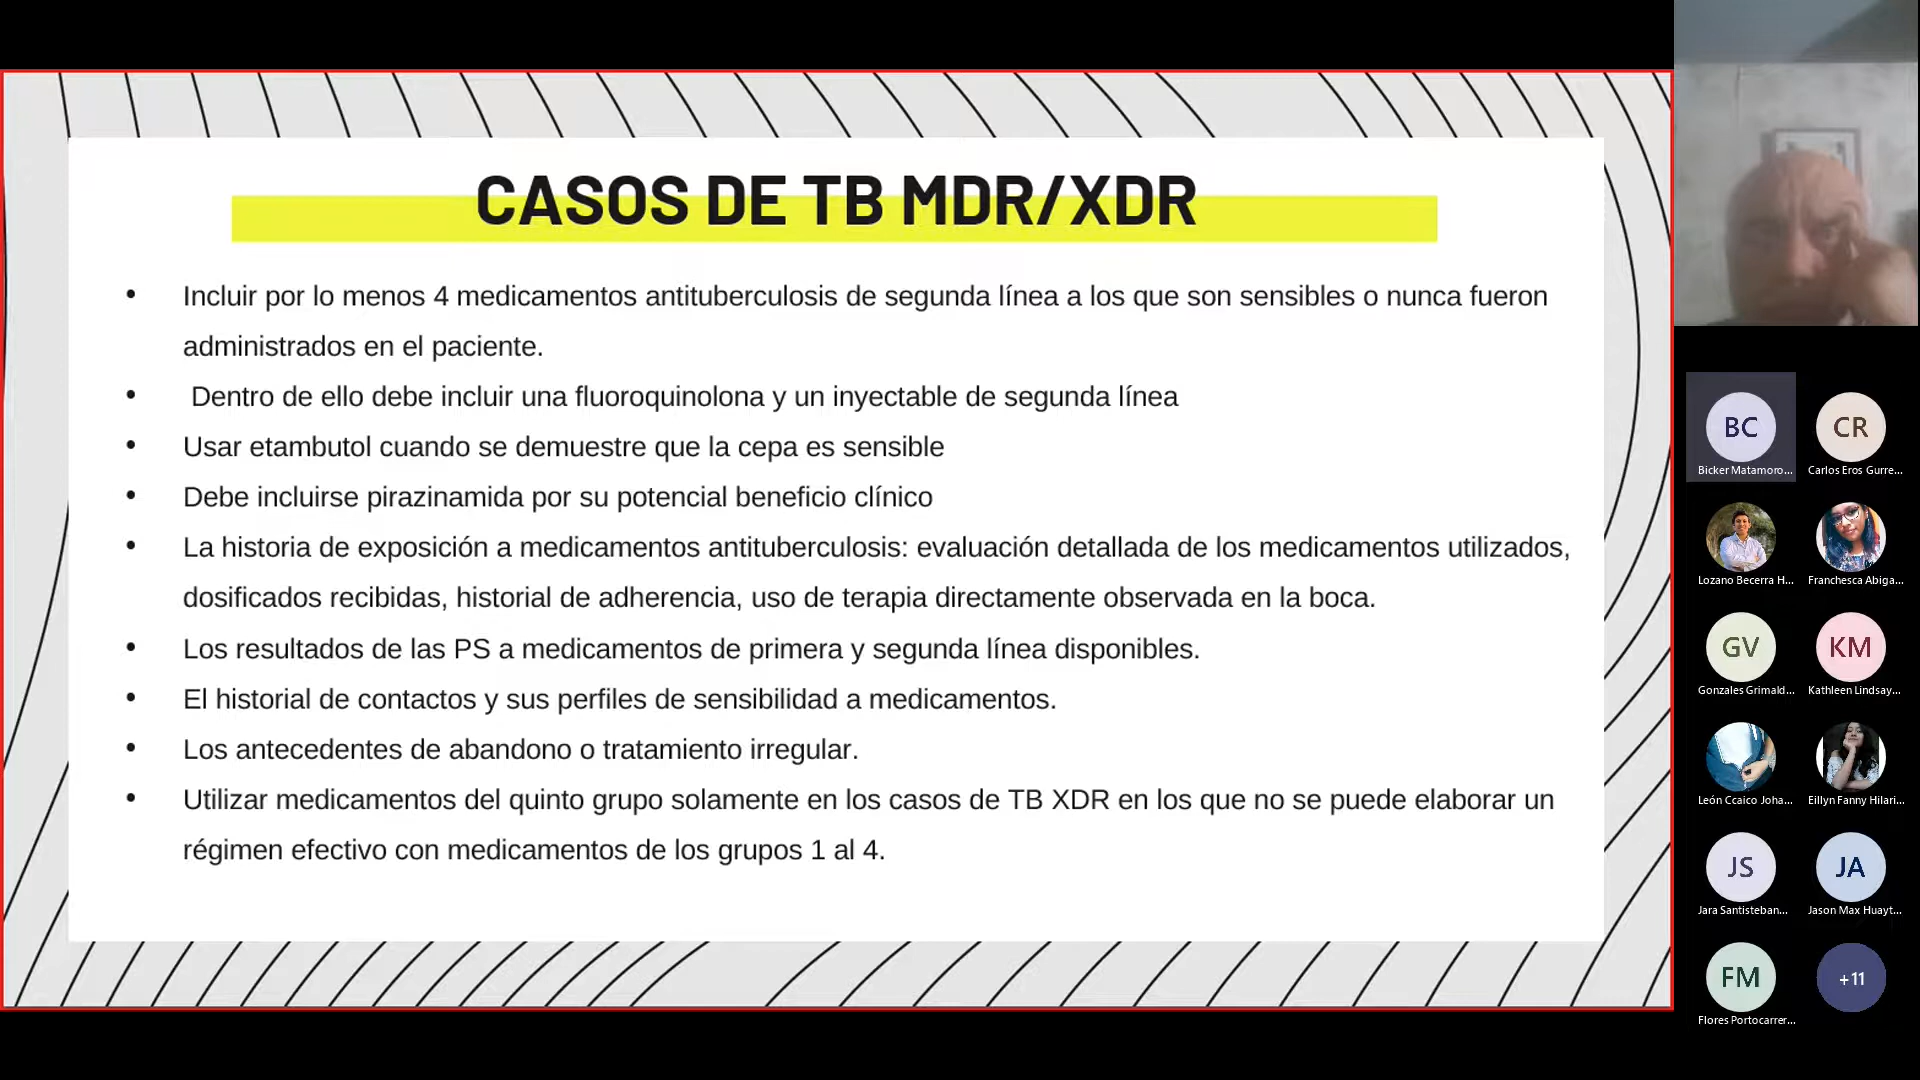 CASOS DE TB MDR/XDR
• Incluir por lo menos 4 medicamentos antituberculosis de segunda línea a los que son sensibles o nunca fueron
administrados en el paciente.
• Dentro de ello debe incluir una fluoroquinolona y un inyectable de segunda línea
• Usar etambutol cuando se demuestre que la cepa es sensible
• Debe incluirse pirazinamida por su potencial beneficio clínico
• La historia de exposición a medicamentos antituberculosis: evaluación detallada de los medicamentos utilizados,
dosificados recibidas, historial de adherencia, uso de terapia directamente observada en la boca.
• Los resultados de las PS a medicamentos de primera y segunda línea disponibles.
• El historial de contactos y sus perfiles de sensibilidad a medicamentos.
• Los antecedentes de abandono o tratamiento irregular.
• Utilizar medicamentos del quinto grupo solamente en los casos de TB XDR en los que no se puede elaborar un
régimen efectivo con medicamentos de los grupos 1 al 4.
BC
CR
Bicker Matamoro...
Carlos Eros Gurre...
Lozano Becerra H...
Franchesca Abiga...
GV
KM
Gonzales Grimald...
Kathleen Lindsay...
León Ccaico Joha...
Eillyn Fanny Hilari...
JS
JA
Jara Santisteban...
Jason Max Huayt...
FM
+11
Flores Portocarrer...